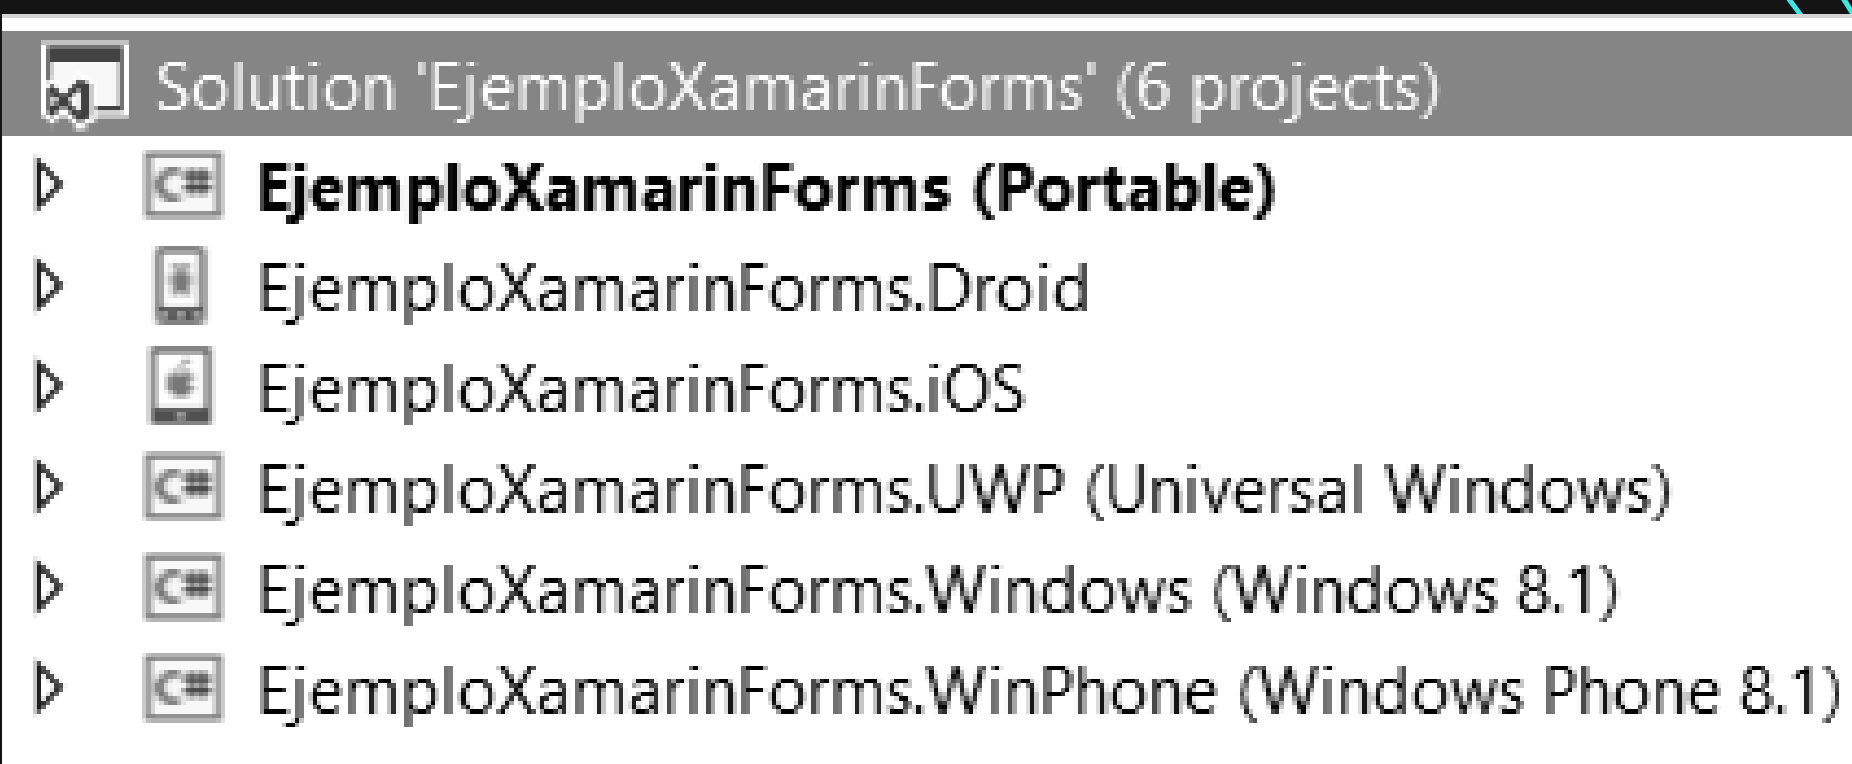 Solution 'EjemploXamarinForms' (6 projects)
C# EjemploXamarinForms (Portable)
EjemploXamarinForms.Droid
EjemploXamarinForms.iOS
C# EjemploXamarinForms.UWP (Universal Windows)
C# EjemploXamarinForms.Windows (Windows 8.1)
C# EjemploXamarinForms.WinPhone (Windows Phone 8.1)